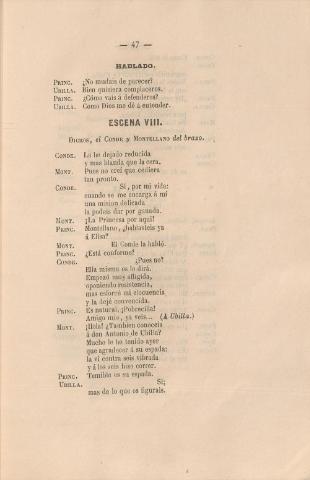 — 47 —
HABLADO.
PRINC. ¿No mudais de parecer?
UBILLA. Bien quisiera complaceros.
PRINC. ¿Cómo vais á defenderos?
UBILLA. Como Dios me dé á entender.
ESCENA VIII.
DICHOS, el CONDE y MONTELLANO del brazo.
CONDE. La he dejado reducida
y mas blanda que la cera.
MONT. Pues no creí que cediera
tan pronto.
CONDE. Sí, por mi vida:
cuando se me encarga á mí
una mision delicada
la podais dar por ganada.
MONT. ¡La Princesa por aquí!
PRINC. Montellano, ¿hablasteis ya
á Elisa?
MONT. El Conde la habló.
PRINC. ¿Está conforme?
CONDE. ¿Pues no?
Ella misma os lo dirá.
Empezó muy afligida,
oponiendo resistencia,
mas esforzé mi elocuencia
y la dejé convencida.
PRINC. Es natural, ¡Pobrecilla!
Amigo mio, ya veis... (A Ubilla.)
MONT. ¡Hola! ¿Tambien conoceis
á don Antonio de Ubilla?
Mucho le he tenido ayer
que agradecer á su espada:
la ví contra seis vibrada
y á los seis hizo correr.
PRINC. Temible es su espada.
UBILLA. Sí;
mas de lo que os figurais.